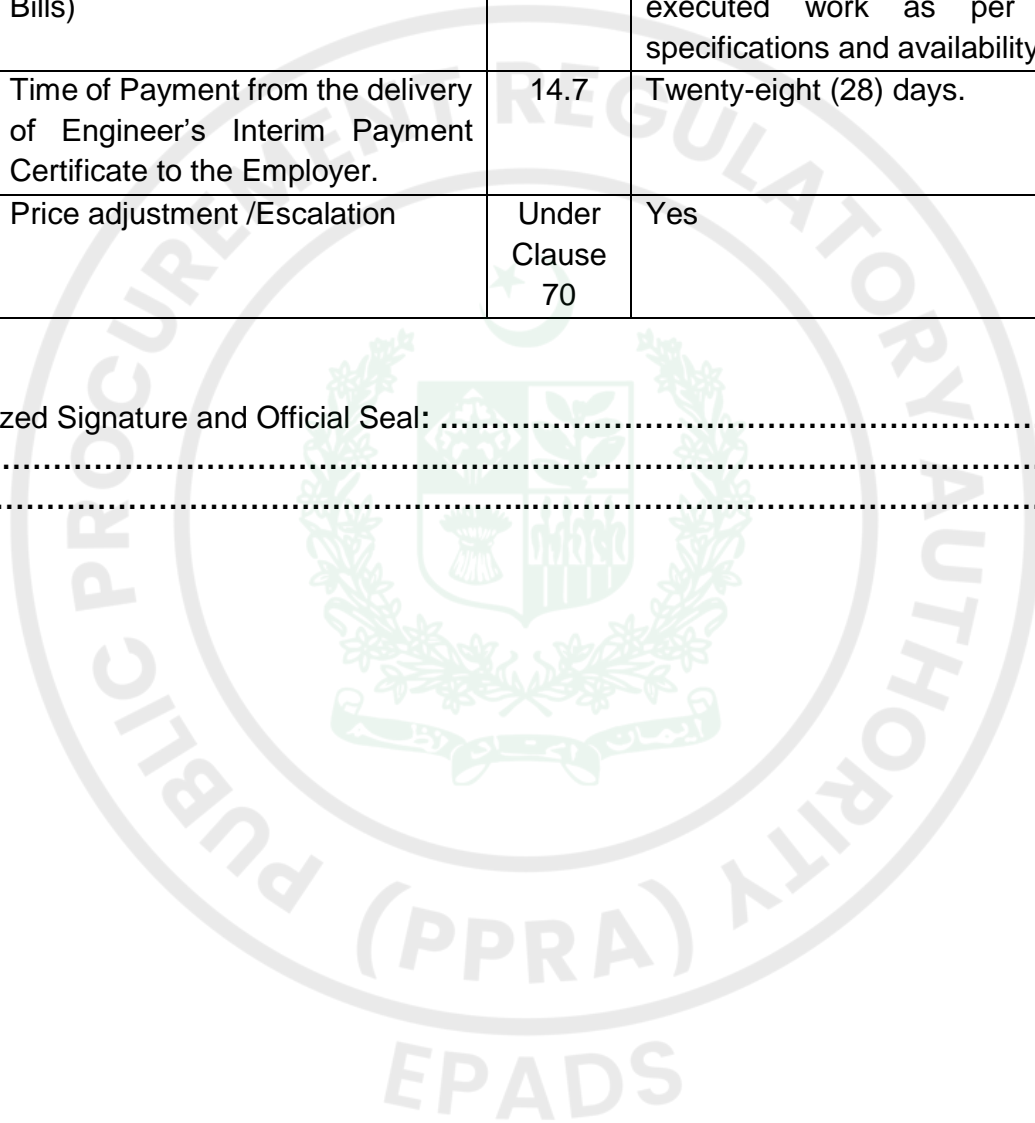 Bills)
executed work as per
specifications and availability
Time of Payment from the delivery
of Engineer's Interim Payment
Certificate to the Employer.
14.7
Twenty-eight (28) days.
Price adjustment /Escalation
Under
Clause
70
Yes
zed Signature and Official Seal: ..............................................................
....................................................................................................
....................................................................................................
PUBLIC PROCUREMENT REGULATORY AUTHORITY
(PPRA)
EPADS